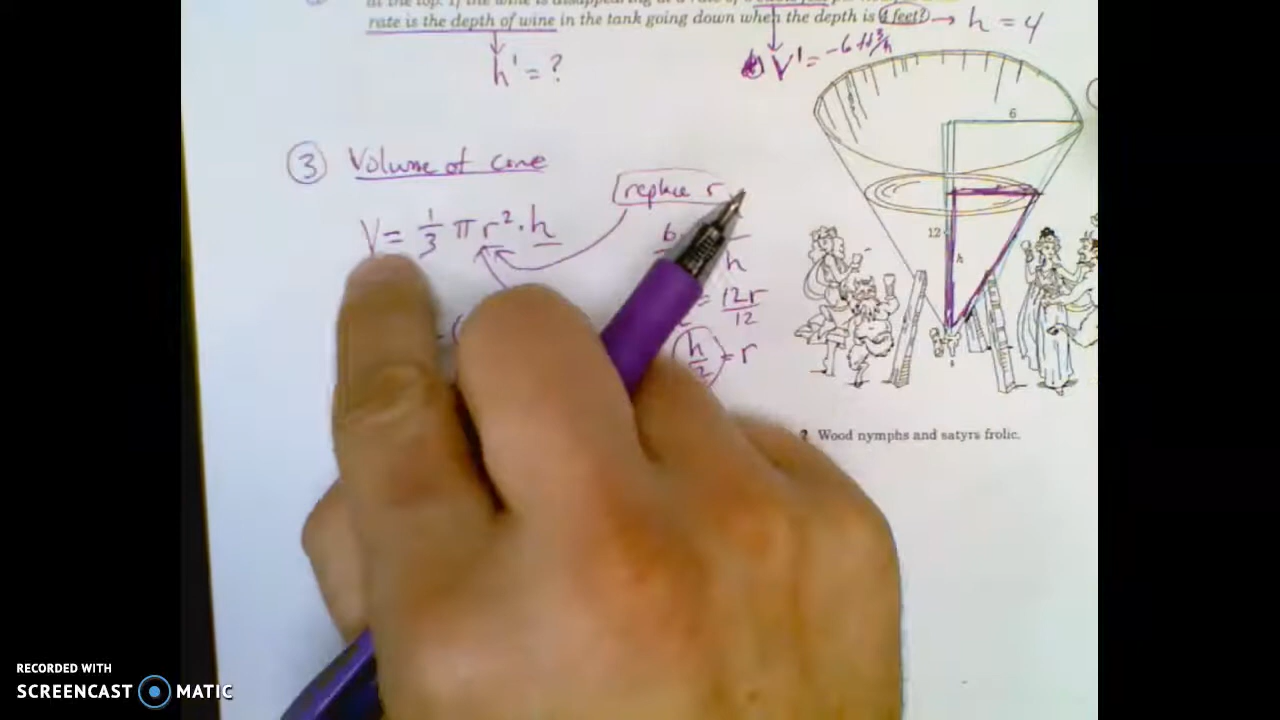 rate is the depth of wine in the tank going down when the depth is 4 feet? → h = 4
h' = ?
V' = -6 ft³/h
6
③ Volume of cone
replace r
V = 1/3 π r² · h
6
h
12
h
= 12r
12
h/2 = r
? Wood nymphs and satyrs frolic.
RECORDED WITH
SCREENCAST MATIC